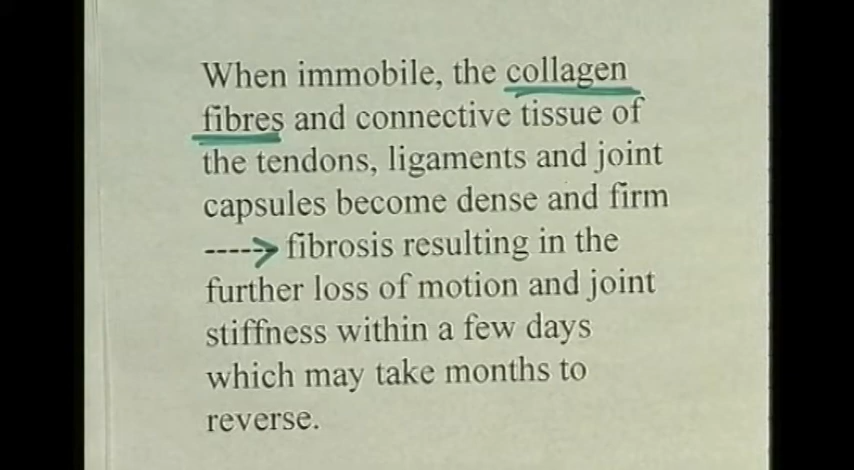 When immobile, the collagen
fibres and connective tissue of
the tendons, ligaments and joint
capsules become dense and firm
----> fibrosis resulting in the
further loss of motion and joint
stiffness within a few days
which may take months to
reverse.